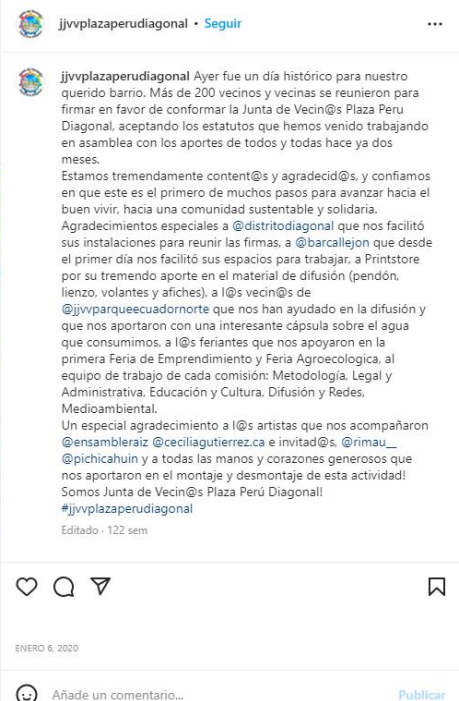 jjvvplazaperudiagonal • Seguir
jjvvplazaperudiagonal Ayer fue un día histórico para nuestro
querido barrio. Más de 200 vecinos y vecinas se reunieron para
firmar en favor de conformar la Junta de Vecin@s Plaza Peru
Diagonal, aceptando los estatutos que hemos venido trabajando
en asamblea con los aportes de todos y todas hace ya dos
meses.
Estamos tremendamente content@s y agradecid@s, y confiamos
en que este es el primero de muchos pasos para avanzar hacia el
buen vivir, hacia una comunidad sustentable y solidaria.
Agradecimientos especiales a @distritodiagonal que nos facilitó
sus instalaciones para reunir las firmas, a @barcallejon que desde
el primer día nos facilitó sus espacios para trabajar, a Printstore
por su tremendo aporte en el material de difusión (pendón,
lienzo, volantes y afiches), a l@s vecin@s de
@jjvvparqueecuadornorte que nos han ayudado en la difusión y
que nos aportaron con una interesante cápsula sobre el agua
que consumimos, a l@s feriantes que nos apoyaron en la
primera Feria de Emprendimiento y Feria Agroecologica, al
equipo de trabajo de cada comisión: Metodología, Legal y
Administrativa, Educación y Cultura, Difusión y Redes,
Medioambiental.
Un especial agradecimiento a l@s artistas que nos acompañaron
@ensambleraiz @ceciliagutierrez.ca e invitad@s, @rimau__
@pichicahuin y a todas las manos y corazones generosos que
nos aportaron en el montaje y desmontaje de esta actividad!
Somos Junta de Vecin@s Plaza Perú Diagonal!
#jjvvplazaperudiagonal
Editado · 122 sem
ENERO 6, 2020
Añade un comentario... Publicar